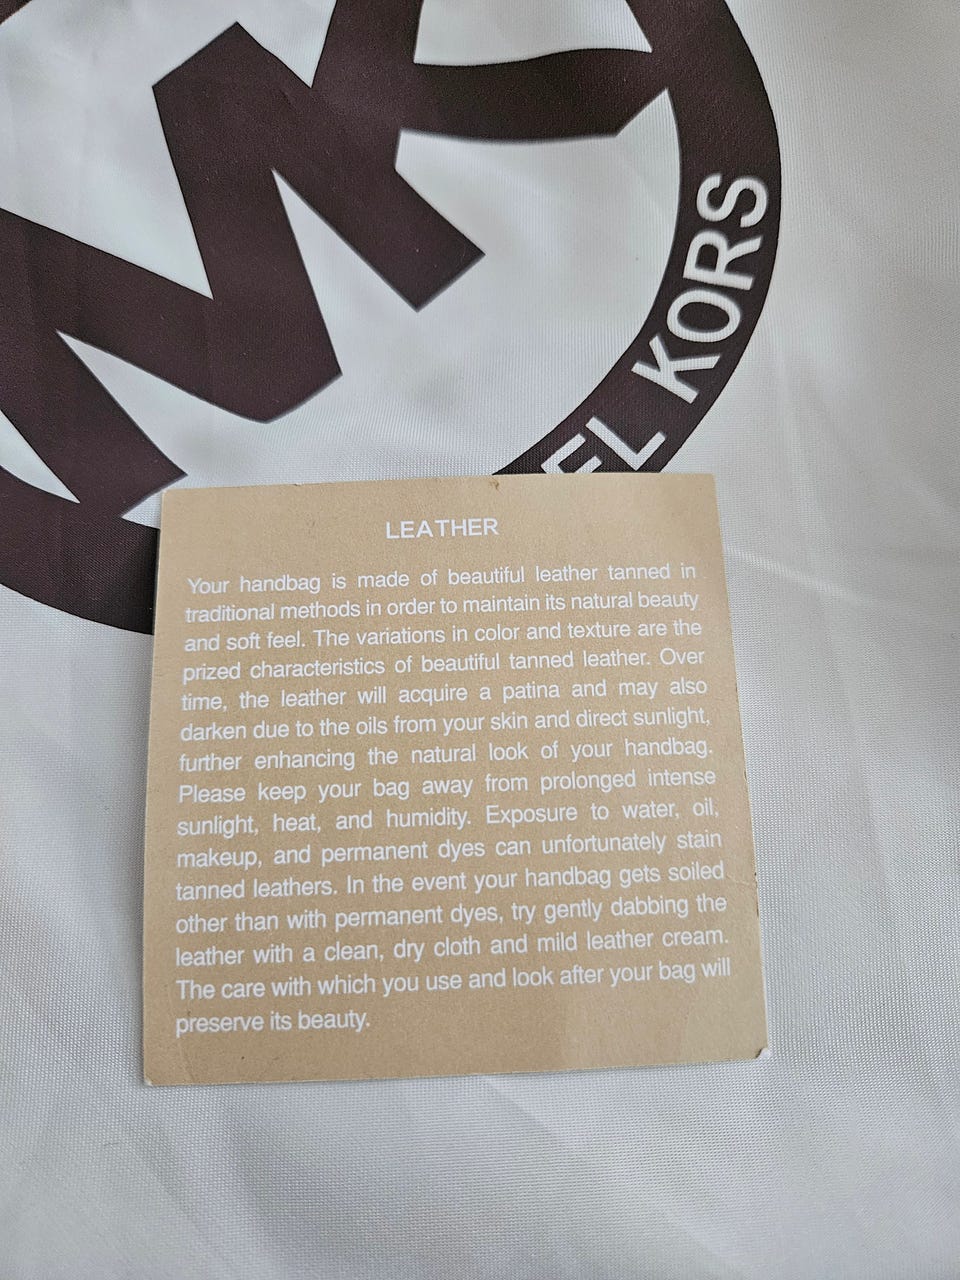 MK
EL KORS
LEATHER
Your handbag is made of beautiful leather tanned in
traditional methods in order to maintain its natural beauty
and soft feel. The variations in color and texture are the
prized characteristics of beautiful tanned leather. Over
time, the leather will acquire a patina and may also
darken due to the oils from your skin and direct sunlight,
further enhancing the natural look of your handbag.
Please keep your bag away from prolonged intense
sunlight, heat, and humidity. Exposure to water, oil,
makeup, and permanent dyes can unfortunately stain
tanned leathers. In the event your handbag gets soiled
other than with permanent dyes, try gently dabbing the
leather with a clean, dry cloth and mild leather cream.
The care with which you use and look after your bag will
preserve its beauty.